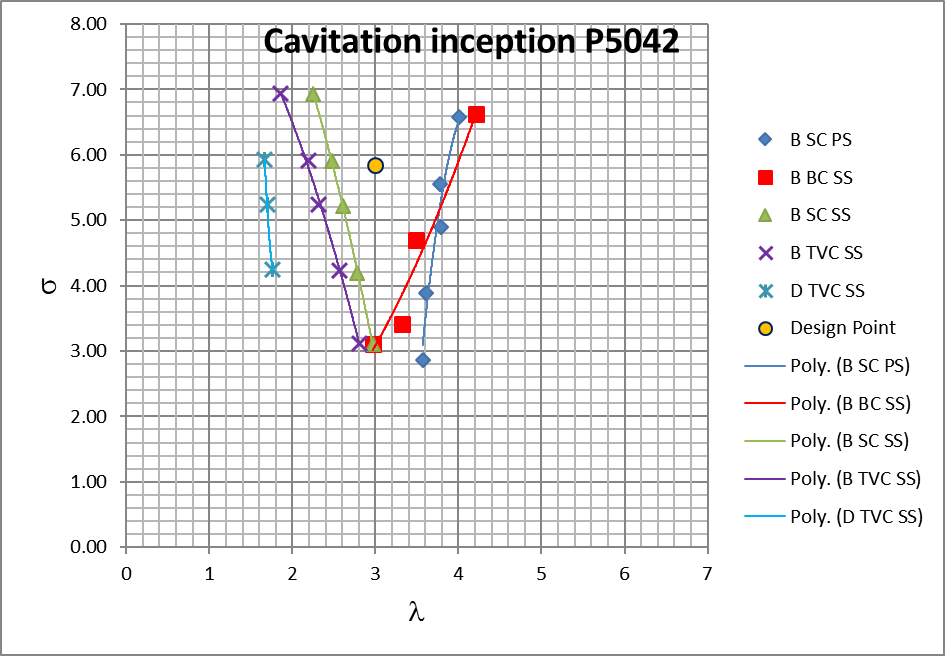 Cavitation inception P5042
8.00
7.00
6.00
5.00
4.00
3.00
2.00
1.00
0.00
σ
0 1 2 3 4 5 6 7
λ
B SC PS
B BC SS
B SC SS
B TVC SS
D TVC SS
Design Point
Poly. (B SC PS)
Poly. (B BC SS)
Poly. (B SC SS)
Poly. (B TVC SS)
Poly. (D TVC SS)